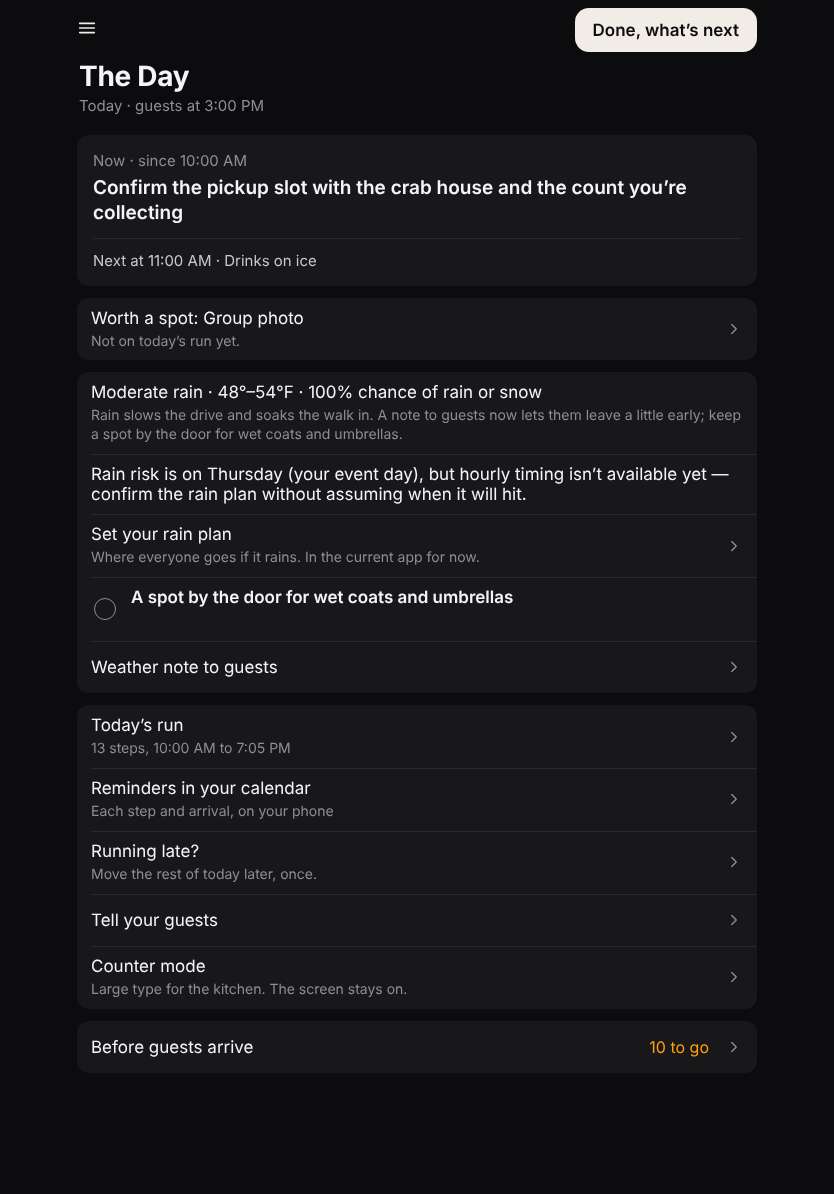 Done, what’s next
The Day
Today · guests at 3:00 PM
Now · since 10:00 AM
Confirm the pickup slot with the crab house and the count you’re
collecting
Next at 11:00 AM · Drinks on ice
Worth a spot: Group photo
Not on today’s run yet.
Moderate rain · 48°–54°F · 100% chance of rain or snow
Rain slows the drive and soaks the walk in. A note to guests now lets them leave a little early; keep
a spot by the door for wet coats and umbrellas.
Rain risk is on Thursday (your event day), but hourly timing isn’t available yet —
confirm the rain plan without assuming when it will hit.
Set your rain plan
Where everyone goes if it rains. In the current app for now.
A spot by the door for wet coats and umbrellas
Weather note to guests
Today’s run
13 steps, 10:00 AM to 7:05 PM
Reminders in your calendar
Each step and arrival, on your phone
Running late?
Move the rest of today later, once.
Tell your guests
Counter mode
Large type for the kitchen. The screen stays on.
Before guests arrive
10 to go